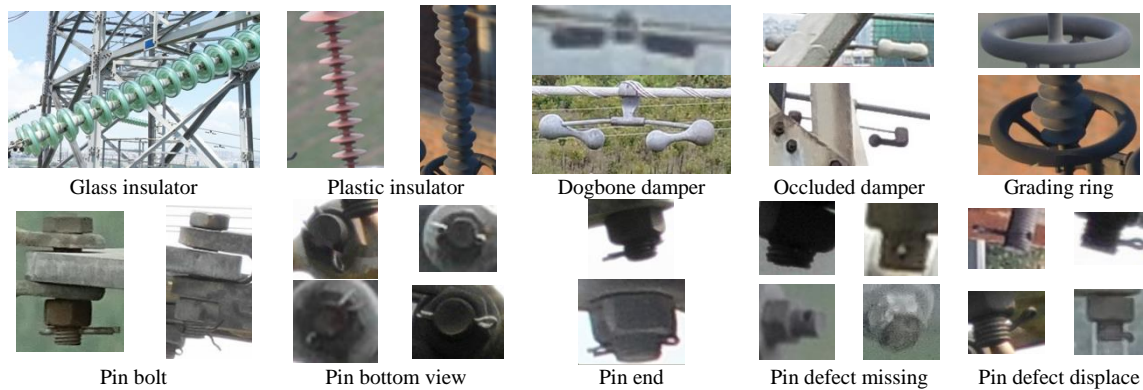 Glass insulator
Plastic insulator
Dogbone damper
Occluded damper
Grading ring
Pin bolt
Pin bottom view
Pin end
Pin defect missing
Pin defect displace